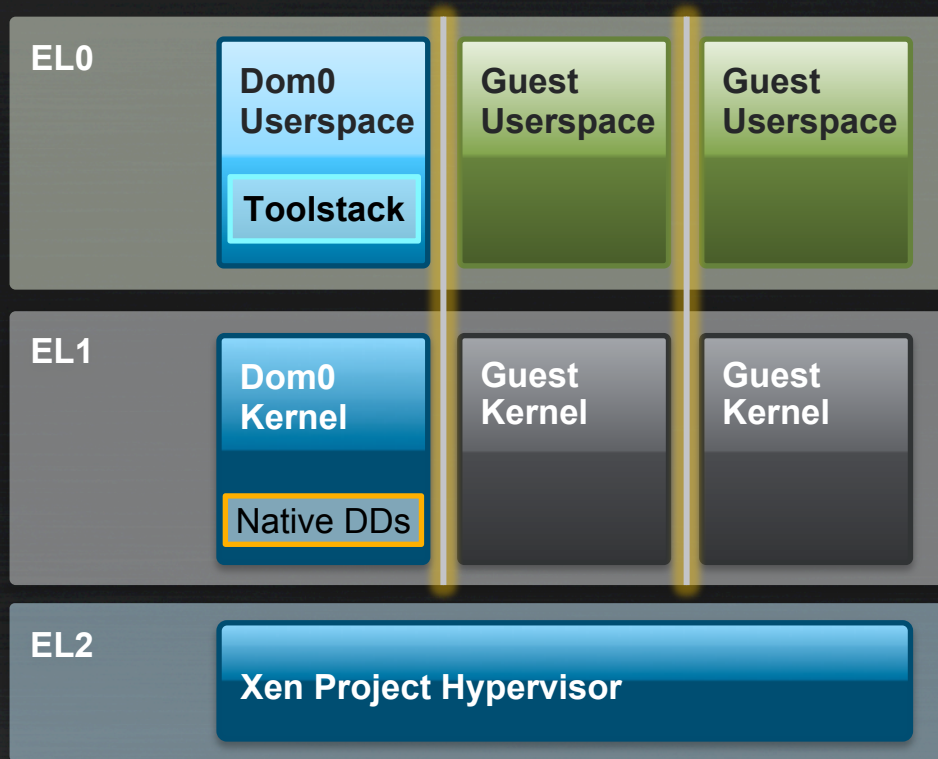 EL0
Dom0
Userspace
Toolstack
Guest
Userspace
Guest
Userspace
EL1
Dom0
Kernel
Native DDs
Guest
Kernel
Guest
Kernel
EL2
Xen Project Hypervisor